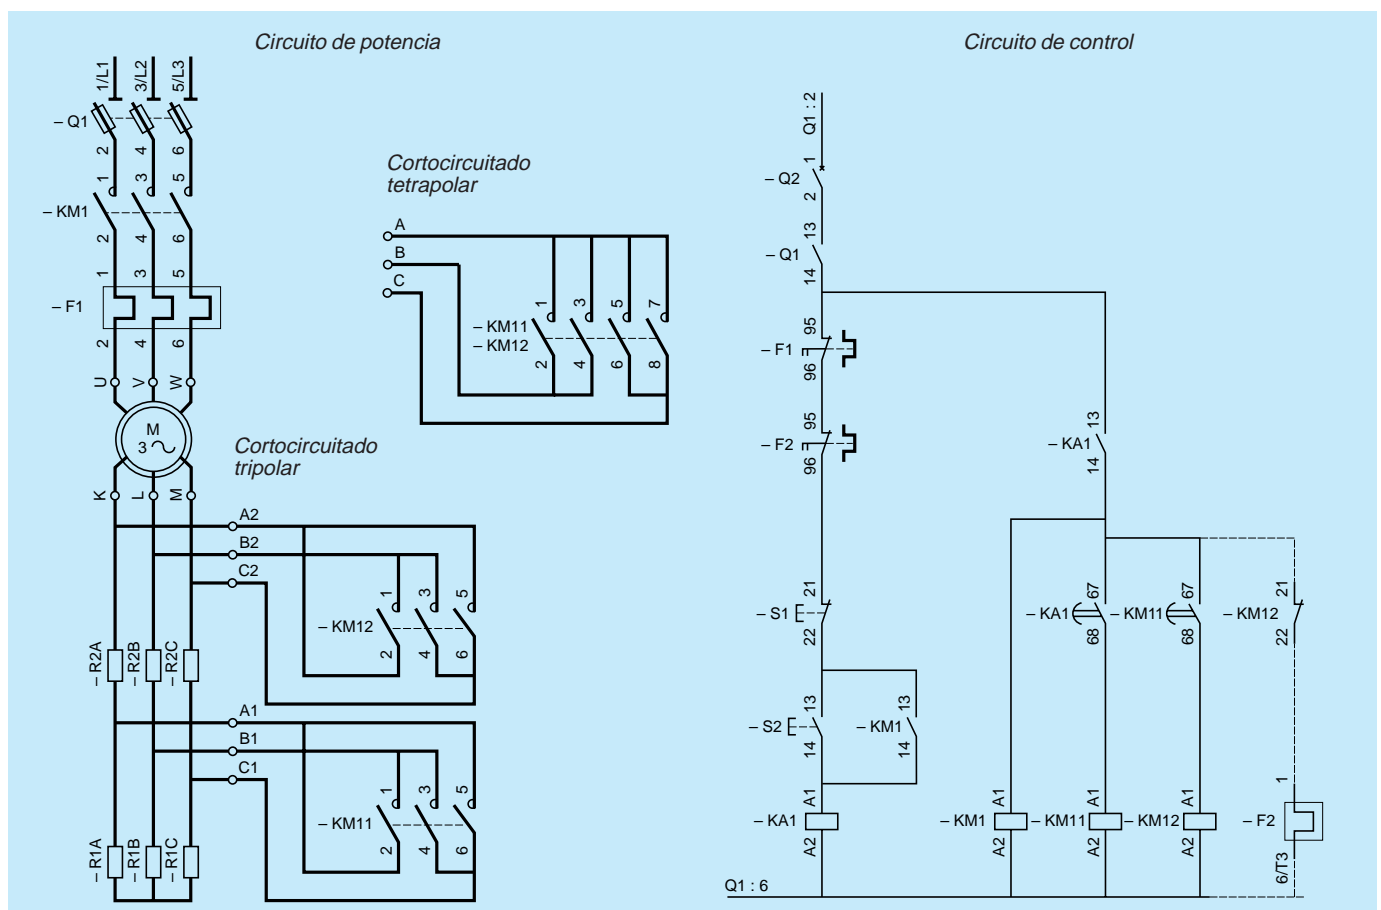 Circuito de potencia
1/L1
3/L2
5/L3
– Q1
2
4
6
1
3
5
– KM1
2
4
6
1
3
5
– F1
2
4
6
U
V
W
M
3
K
L
M
Cortocircuitado
tetrapolar
A
B
C
1
3
5
7
– KM11
– KM12
2
4
6
8
Cortocircuitado
tripolar
A2
B2
C2
1
3
5
– KM12
2
4
6
– R2A
– R2B
– R2C
A1
B1
C1
1
3
5
– KM11
2
4
6
– R1A
– R1B
– R1C
Circuito de control
Q1 : 2
1
– Q2
2
13
– Q1
14
95
– F1
96
95
– F2
96
13
– KA1
14
21
– S1
22
67
– KA1
68
67
– KM11
68
21
– KM12
22
13
– S2
14
13
– KM1
14
A1
– KA1
A2
A1
– KM1
A2
A1
– KM11
A2
A1
– KM12
A2
1
– F2
6/T3
Q1 : 6